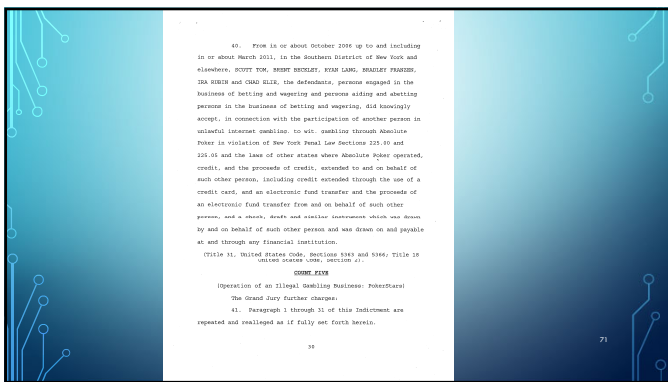 40. From in or about October 2006 up to and including
in or about March 2011, in the Southern District of New York and
elsewhere, SCOTT TOM, BRENT BECKLEY, RYAN LANG, BRADLEY FRANZEN,
IRA RUBIN and CHAD ELIE, the defendants, persons engaged in the
business of betting and wagering and persons aiding and abetting
persons in the business of betting and wagering, did knowingly
accept, in connection with the participation of another person in
unlawful internet gambling, to wit, gambling through Absolute
Poker in violation of New York Penal Law Sections 225.00 and
225.05 and the laws of other states where Absolute Poker operated,
credit, and the proceeds of credit, extended to and on behalf of
such other person, including credit extended through the use of a
credit card, and an electronic fund transfer and the proceeds of
an electronic fund transfer from and on behalf of such other
person, and a check, draft and similar instrument which was drawn
by and on behalf of such other person and was drawn on and payable
at and through any financial institution.
(Title 31, United States Code, Sections 5363 and 5366; Title 18
United States Code, Section 2).
COUNT FIVE
(Operation of an Illegal Gambling Business: PokerStars)
The Grand Jury further charges:
41. Paragraph 1 through 31 of this Indictment are
repeated and realleged as if fully set forth herein.
30
71